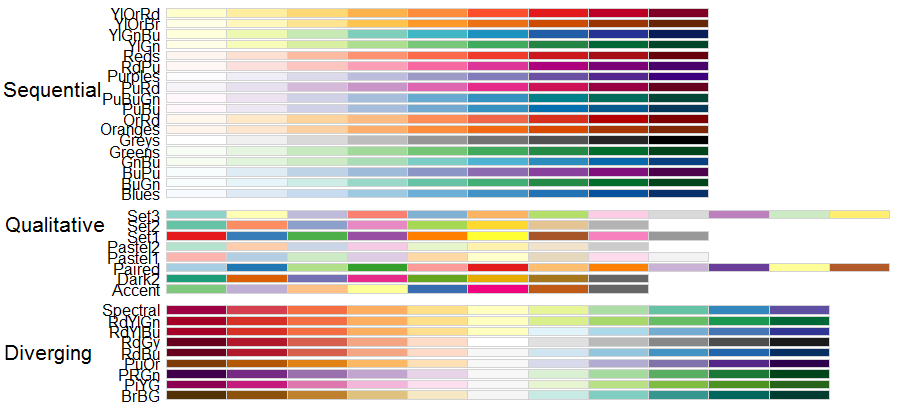 YlOrRd
YlOrBr
YlGnBu
YlGn
Reds
RdPu
Purples
PuRd
PuBuGn
PuBu
OrRd
Oranges
Greys
Greens
GnBu
BuPu
BuGn
Blues
Sequential
Set3
Set2
Set1
Pastel2
Pastel1
Paired
Dark2
Accent
Qualitative
Spectral
RdYlGn
RdYlBu
RdGy
RdBu
PuOr
PRGn
PiYG
BrBG
Diverging